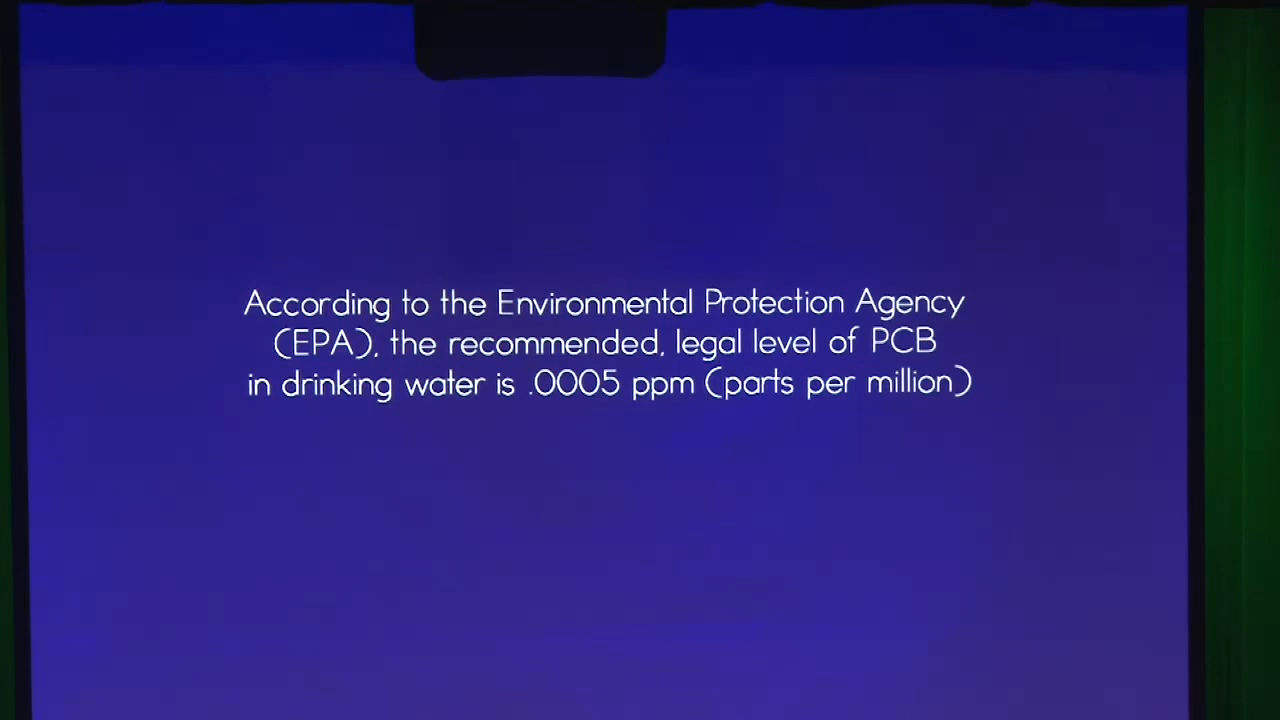 According to the Environmental Protection Agency
(EPA), the recommended, legal level of PCB
in drinking water is .0005 ppm (parts per million)